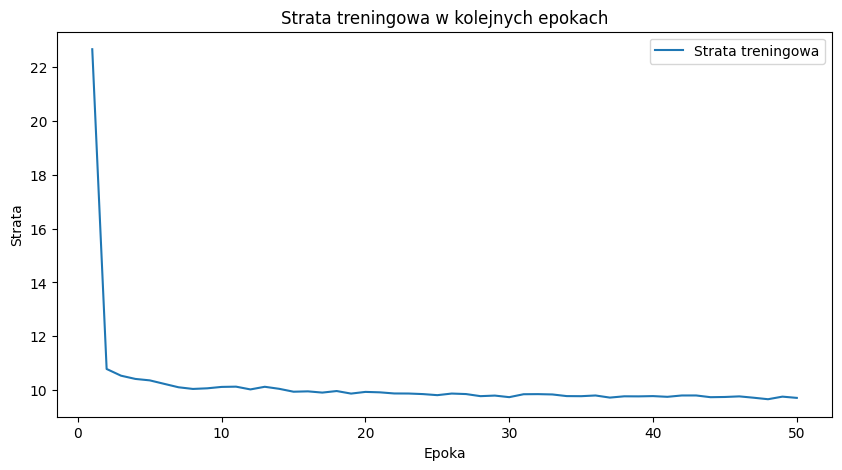 Strata treningowa w kolejnych epokach
Strata treningowa
22
20
18
16
14
12
10
Strata
0 10 20 30 40 50
Epoka